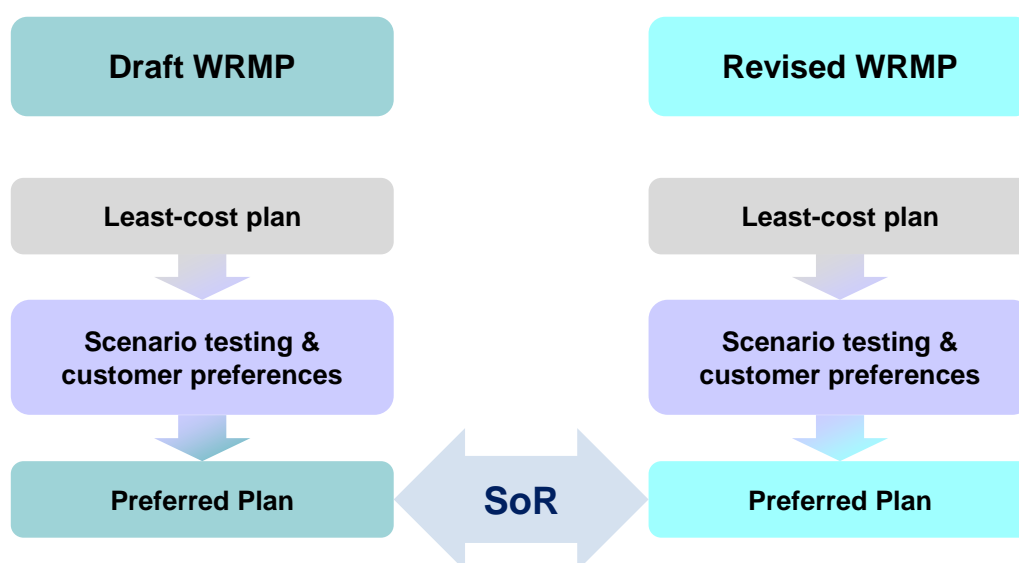 Draft WRMP
Revised WRMP
Least-cost plan
Least-cost plan
Scenario testing &
customer preferences
Scenario testing &
customer preferences
Preferred Plan
SoR
Preferred Plan